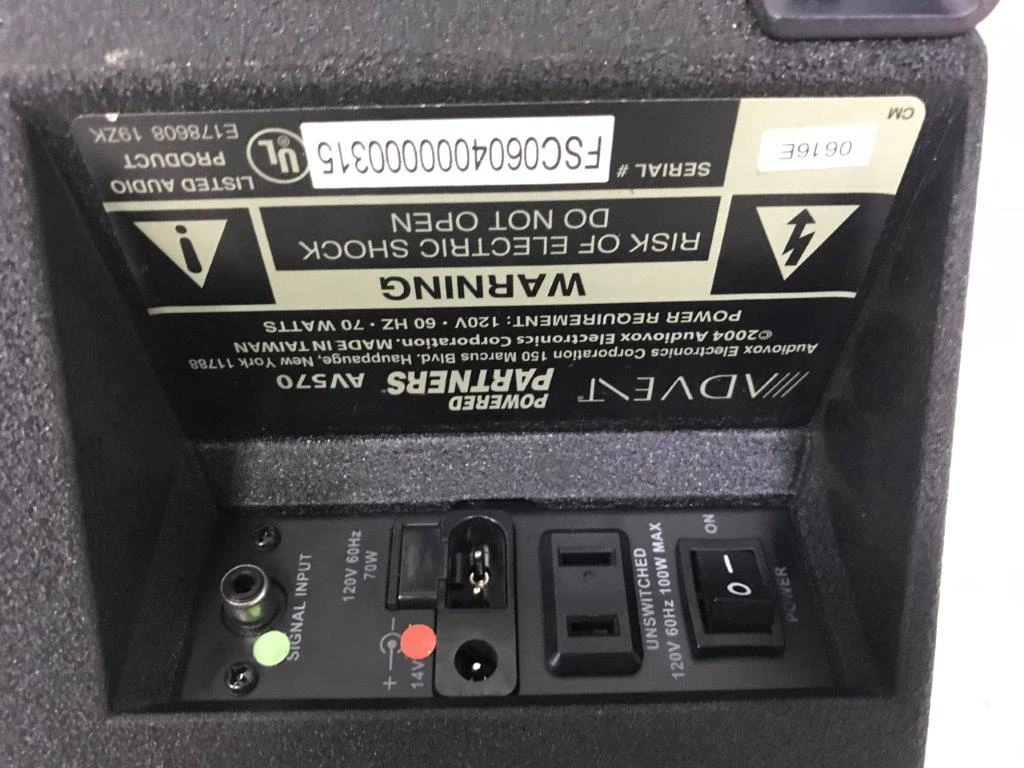 ADVENT®
POWERED
PARTNERS® AV570
Audiovox Electronics Corporation 150 Marcus Blvd. Hauppauge, New York 11788
©2004 Audiovox Electronics Corporation. MADE IN TAIWAN
POWER REQUIREMENT: 120V • 60 HZ • 70 WATTS
WARNING
RISK OF ELECTRIC SHOCK
DO NOT OPEN
SERIAL #
FSC06040000315
UL®
LISTED AUDIO
PRODUCT
E178608 19ZK
0616E
CM
SIGNAL INPUT
120V 60Hz
70W
+ -
14V
UNSWITCHED
120V 60Hz 100W MAX
ON
POWER